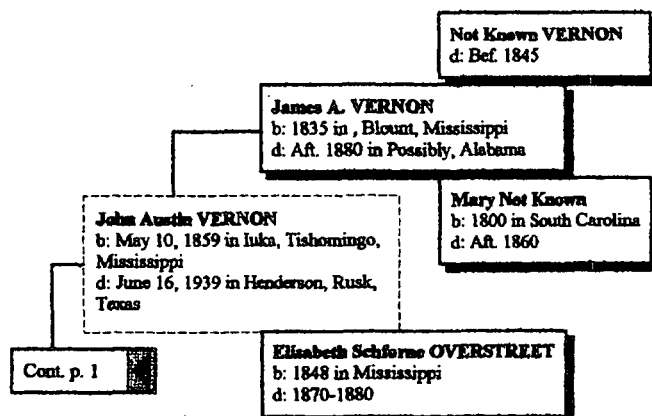 Not Known VERNON
d: Bef. 1845
James A. VERNON
b: 1835 in , Blount, Mississippi
d: Aft. 1880 in Possibly, Alabama
Mary Not Known
b: 1800 in South Carolina
d: Aft. 1860
John Austin VERNON
b: May 10, 1859 in Iuka, Tishomingo,
Mississippi
d: June 16, 1939 in Henderson, Rusk,
Texas
Cont. p. 1
Elisabeth Schforne OVERSTREET
b: 1848 in Mississippi
d: 1870-1880